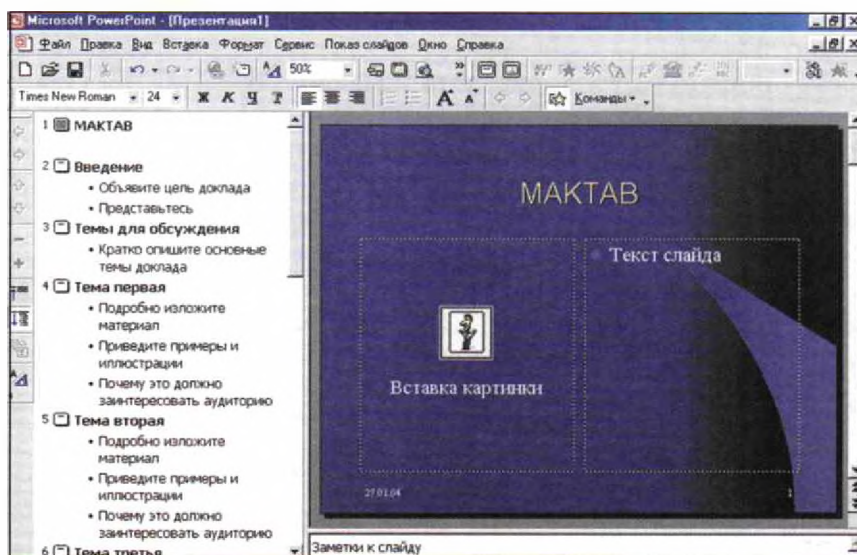 Microsoft PowerPoint - [Презентация1]
Файл Правка Вид Вставка Формат Сервис Показ слайдов Окно Справка
50%
Times New Roman 24 Ж К Ч Т А А Команды
1 МАКТАВ
2 Введение
• Объявите цель доклада
• Представьтесь
3 Темы для обсуждения
• Кратко опишите основные
темы доклада
4 Тема первая
• Подробно изложите
материал
• Приведите примеры и
иллюстрации
• Почему это должно
заинтересовать аудиторию
5 Тема вторая
• Подробно изложите
материал
• Приведите примеры и
иллюстрации
• Почему это должно
заинтересовать аудиторию
6 Тема третья
МАКТАВ
Вставка картинки
• Текст слайда
27.01.04
1
Заметки к слайду